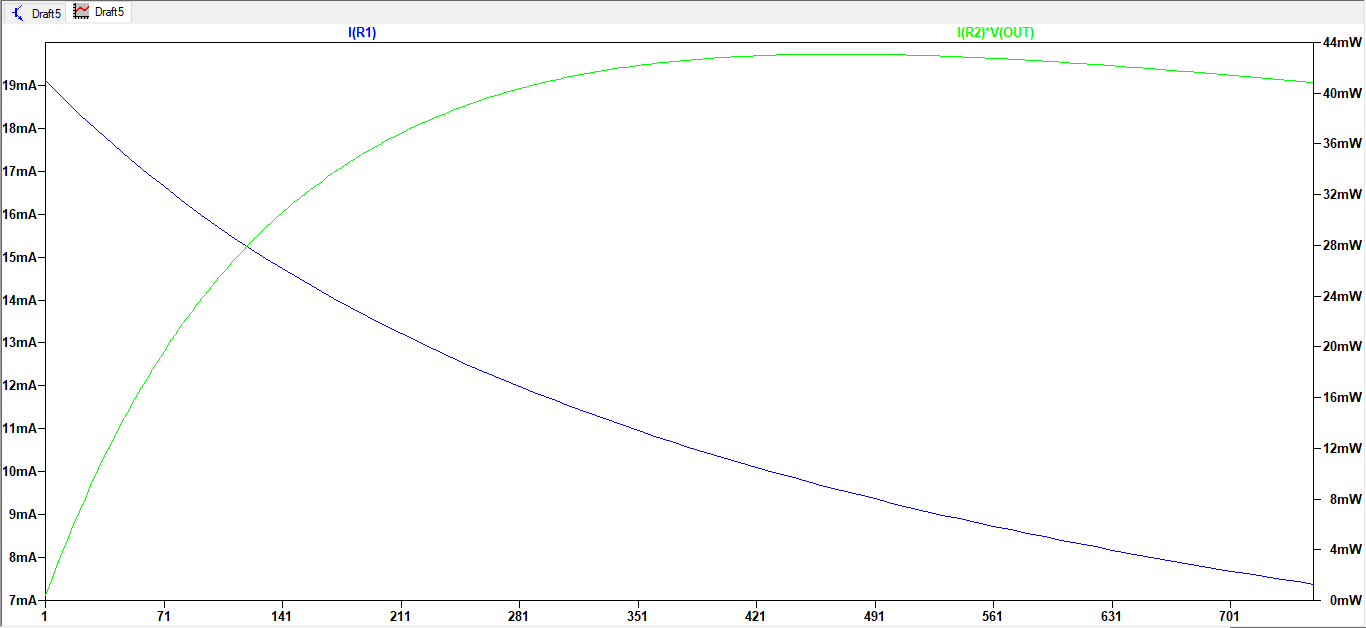 Draft5 Draft5
I(R1) I(R2)*V(OUT)
44mW
19mA 40mW
18mA 36mW
17mA 32mW
16mA 28mW
15mA 24mW
14mA 20mW
13mA 16mW
12mA 12mW
11mA 8mW
10mA 4mW
9mA
8mA
7mA 0mW
1 71 141 211 281 351 421 491 561 631 701